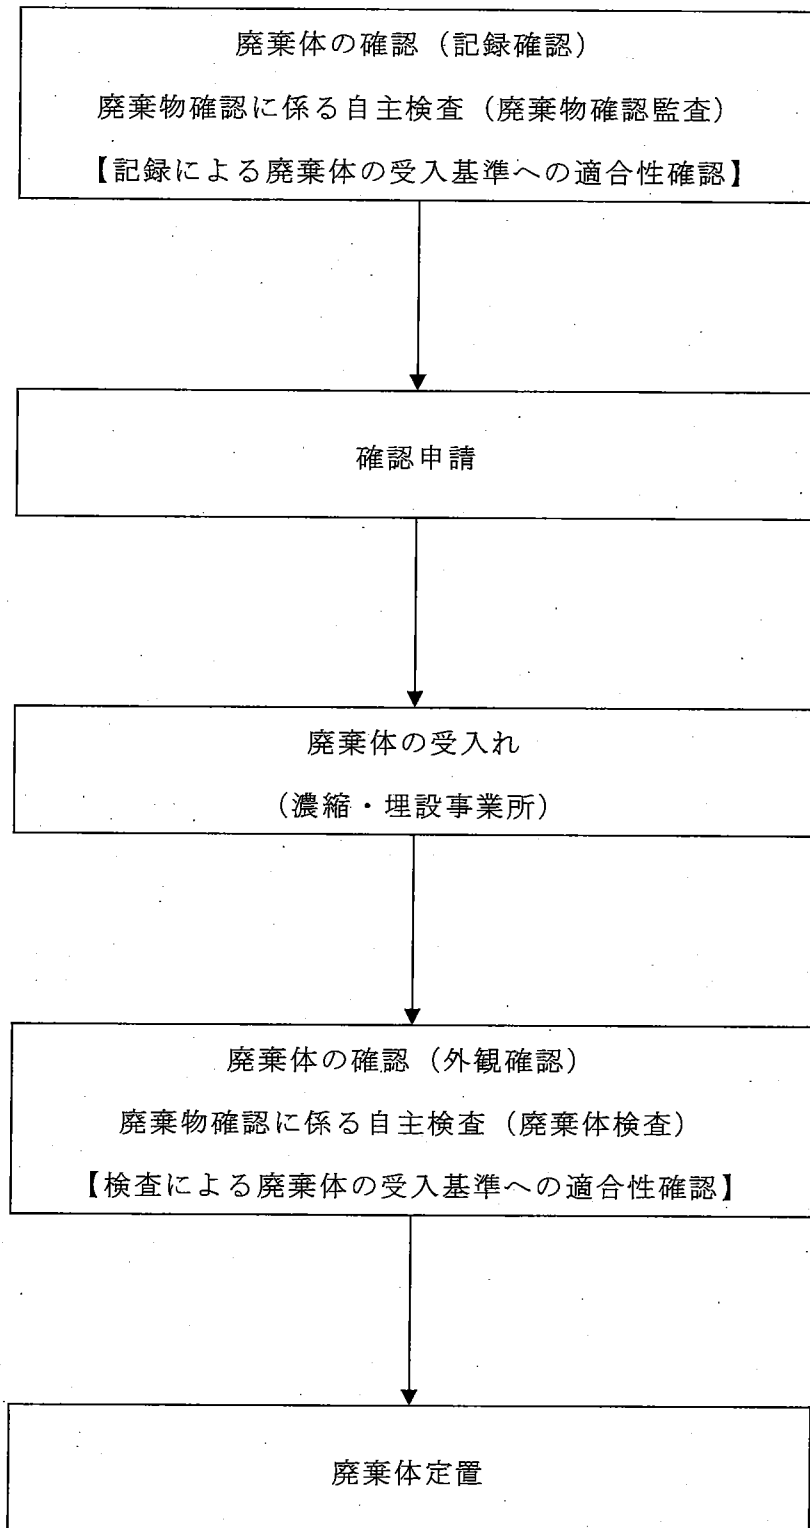 廃棄体の確認（記録確認）
廃棄物確認に係る自主検査（廃棄物確認監査）
【記録による廃棄体の受入基準への適合性確認】
確認申請
廃棄体の受入れ
（濃縮・埋設事業所）
廃棄体の確認（外観確認）
廃棄物確認に係る自主検査（廃棄体検査）
【検査による廃棄体の受入基準への適合性確認】
廃棄体定置